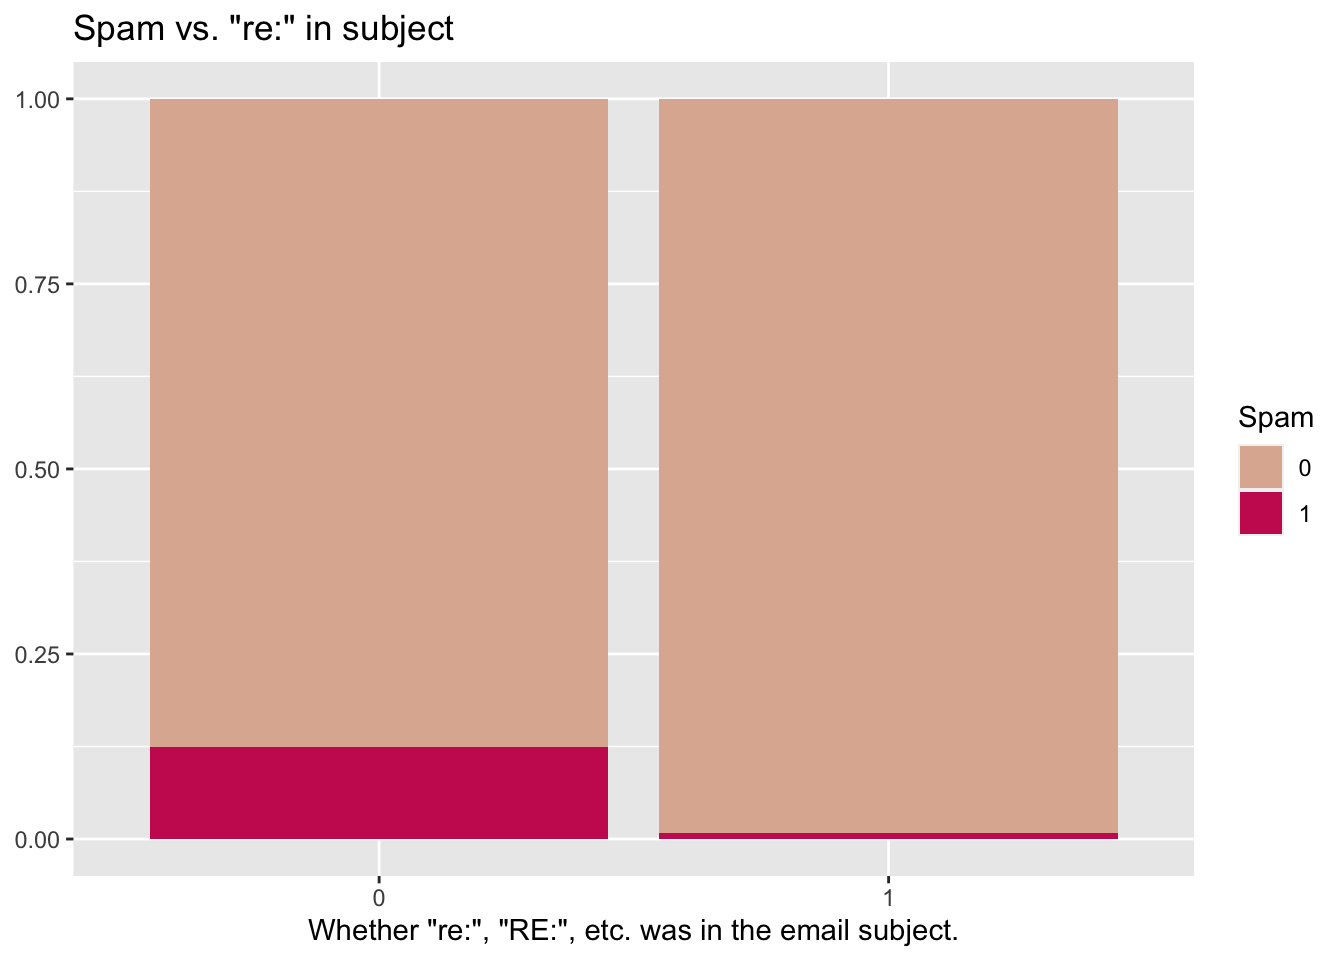 Spam vs. "re:" in subject
1.00
0.75
0.50
0.25
0.00
0 1
Whether "re:", "RE:", etc. was in the email subject.
Spam
0
1